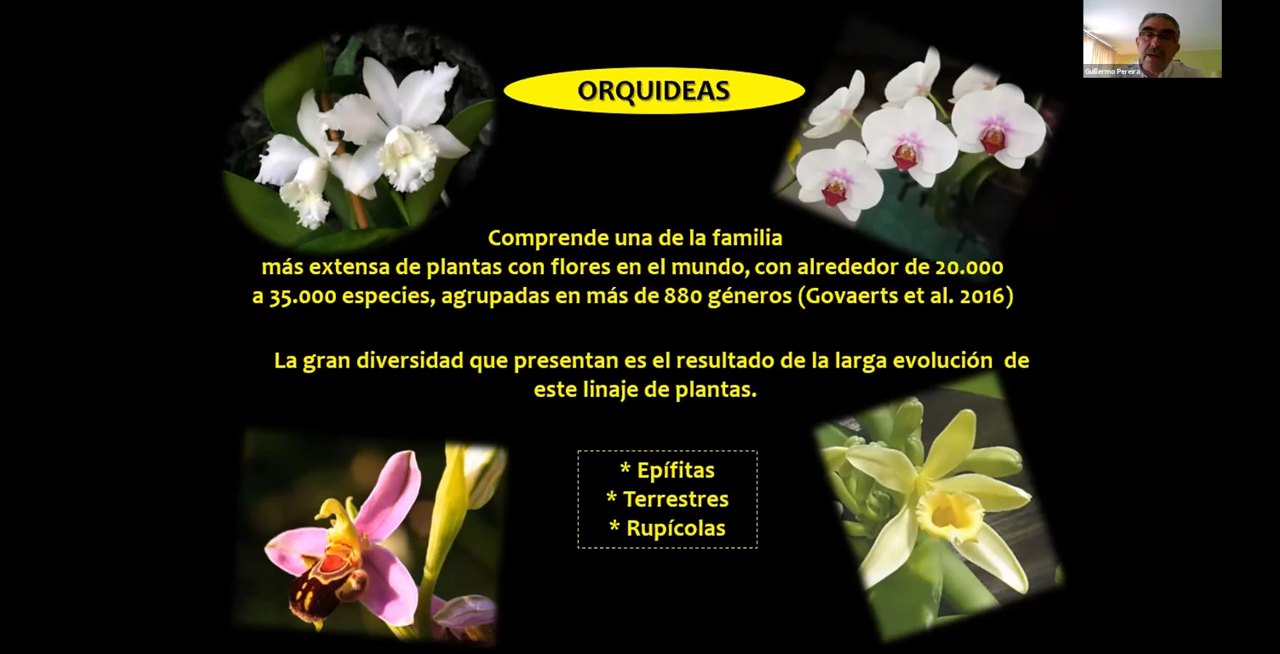 ORQUIDEAS
Guillermo Pereira
Comprende una de la familia
más extensa de plantas con flores en el mundo, con alrededor de 20.000
a 35.000 especies, agrupadas en más de 880 géneros (Govaerts et al. 2016)
La gran diversidad que presentan es el resultado de la larga evolución de
este linaje de plantas.
* Epífitas
* Terrestres
* Rupícolas